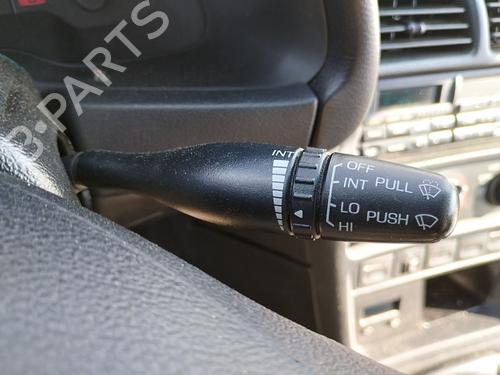 B-PARTS
INT
OFF
INT PULL
LO PUSH
HI